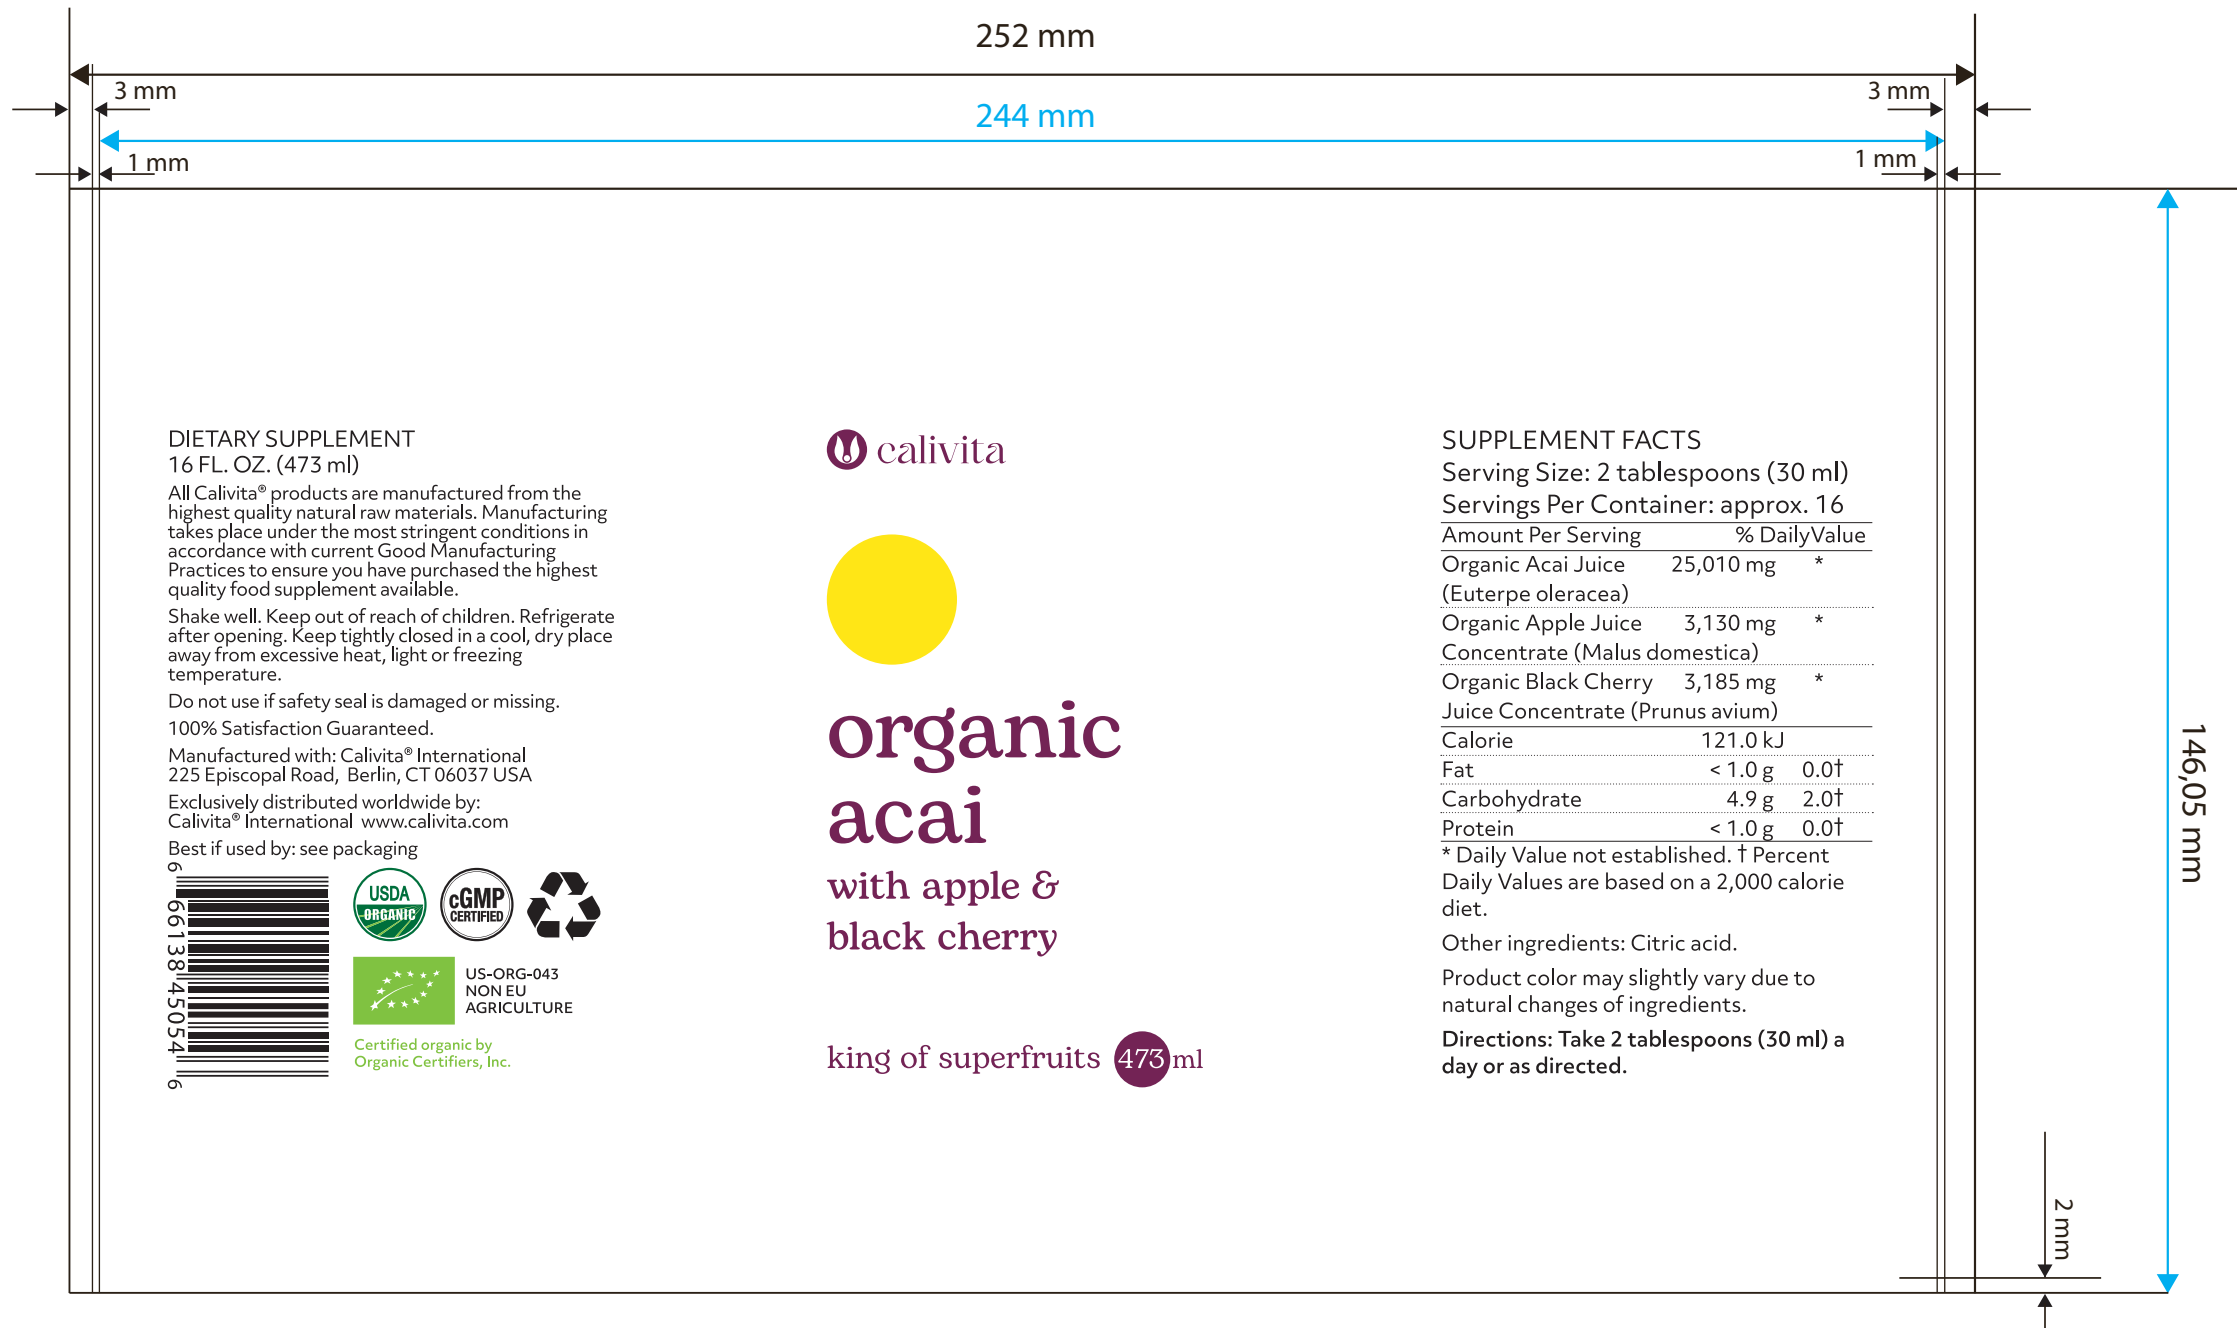 252 mm
3 mm
3 mm
244 mm
1 mm
1 mm
DIETARY SUPPLEMENT
16 FL. OZ. (473 ml)
All Calivita® products are manufactured from the
highest quality natural raw materials. Manufacturing
takes place under the most stringent conditions in
accordance with current Good Manufacturing
Practices to ensure you have purchased the highest
quality food supplement available.
Shake well. Keep out of reach of children. Refrigerate
after opening. Keep tightly closed in a cool, dry place
away from excessive heat, light or freezing
temperature.
Do not use if safety seal is damaged or missing.
100% Satisfaction Guaranteed.
Manufactured with: Calivita® International
225 Episcopal Road, Berlin, CT 06037 USA
Exclusively distributed worldwide by:
Calivita® International www.calivita.com
Best if used by: see packaging
6 66138 45054 6
USDA
ORGANIC
cGMP
CERTIFIED
US-ORG-043
NON EU
AGRICULTURE
Certified organic by
Organic Certifiers, Inc.
calivita
organic
acai
with apple &
black cherry
king of superfruits 473 ml
SUPPLEMENT FACTS
Serving Size: 2 tablespoons (30 ml)
Servings Per Container: approx. 16
Amount Per Serving % DailyValue
Organic Acai Juice 25,010 mg *
(Euterpe oleracea)
Organic Apple Juice 3,130 mg *
Concentrate (Malus domestica)
Organic Black Cherry 3,185 mg *
Juice Concentrate (Prunus avium)
Calorie 121.0 kJ
Fat < 1.0 g 0.0†
Carbohydrate 4.9 g 2.0†
Protein < 1.0 g 0.0†
* Daily Value not established. † Percent
Daily Values are based on a 2,000 calorie
diet.
Other ingredients: Citric acid.
Product color may slightly vary due to
natural changes of ingredients.
Directions: Take 2 tablespoons (30 ml) a
day or as directed.
146,05 mm
2 mm